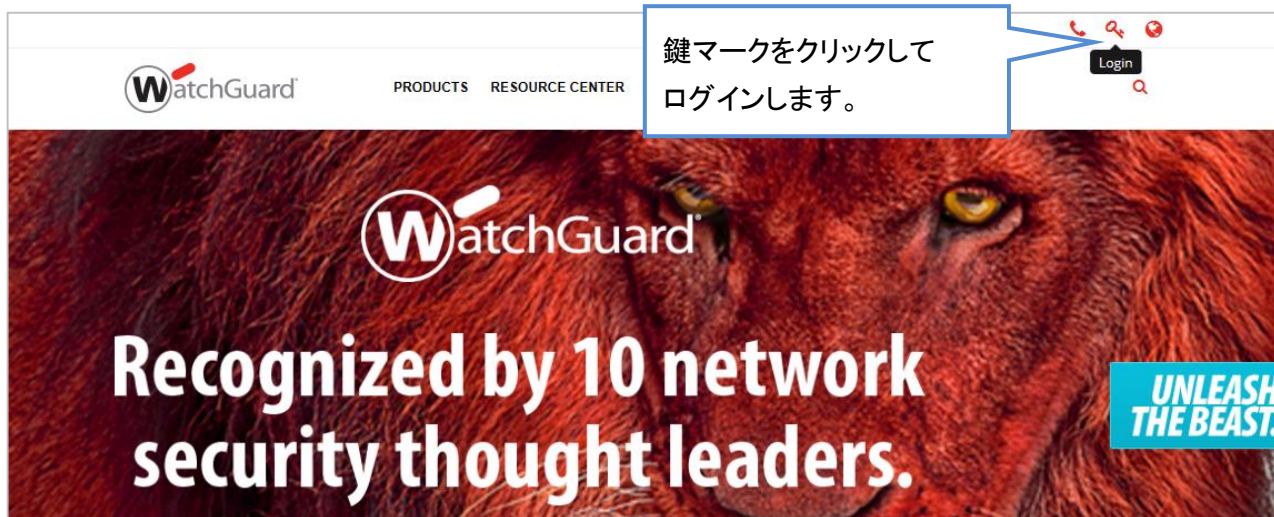 鍵マークをクリックして
ログインします。
Login
WatchGuard
PRODUCTS RESOURCE CENTER
WatchGuard
Recognized by 10 network
security thought leaders.
UNLEASH
THE BEAST.